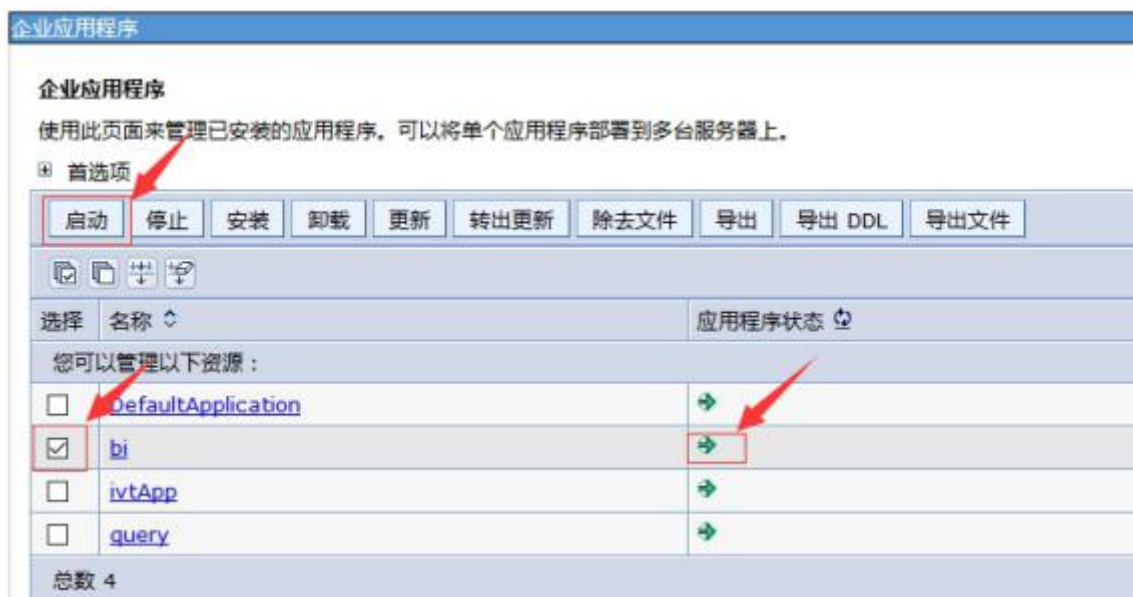 企业应用程序
企业应用程序
使用此页面来管理已安装的应用程序。可以将单个应用程序部署到多台服务器上。
首选项
启动 停止 安装 卸载 更新 转出更新 除去文件 导出 导出 DDL 导出文件
选择 名称 应用程序状态
您可以管理以下资源：
DefaultApplication
bi
ivtApp
query
总数 4